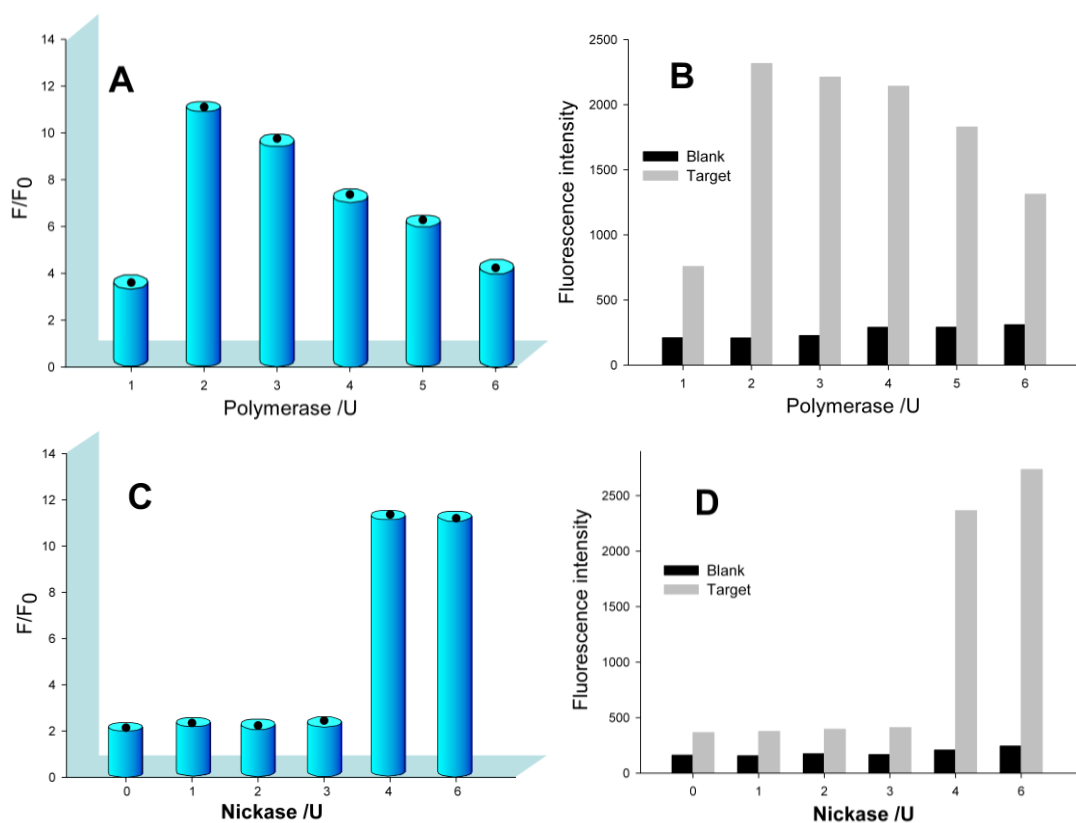 A
14
12
10
8
6
4
2
0
F/F0
1 2 3 4 5 6
Polymerase /U
B
2500
2000
1500
1000
500
0
Fluorescence intensity
Blank
Target
1 2 3 4 5 6
Polymerase /U
C
14
12
10
8
6
4
2
0
F/F0
0 1 2 3 4 6
Nickase /U
D
2500
2000
1500
1000
500
0
Fluorescence intensity
Blank
Target
0 1 2 3 4 6
Nickase /U